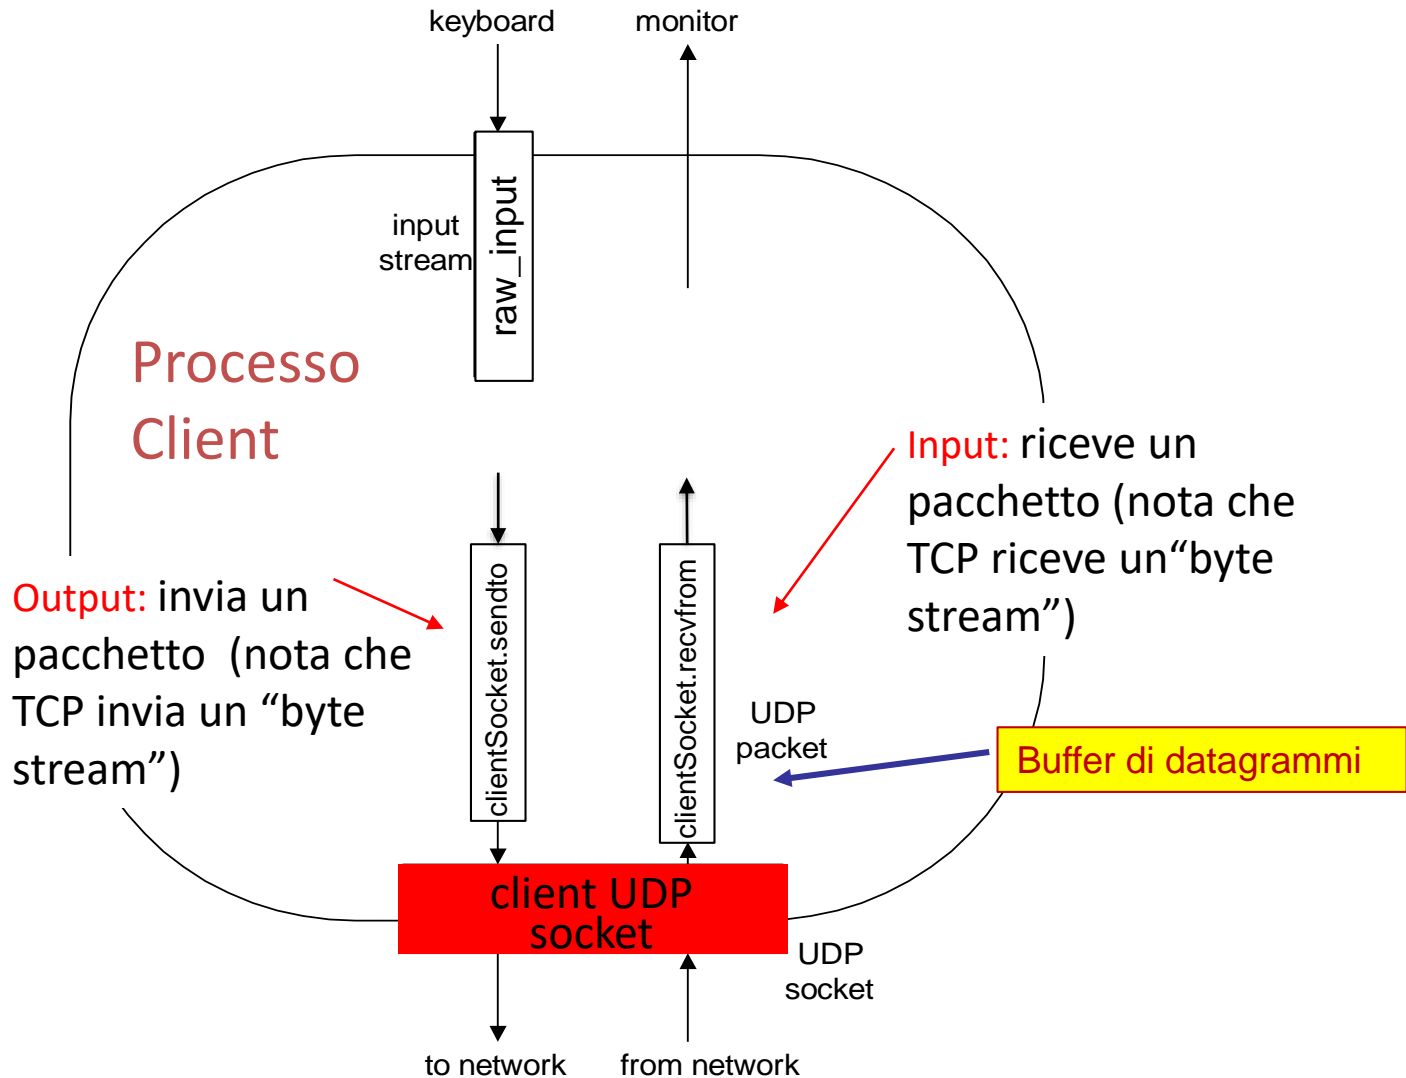 keyboard
monitor
input
stream
raw_input
Processo
Client
Input: riceve un
pacchetto (nota che
TCP riceve un“byte
stream”)
Output: invia un
pacchetto  (nota che
TCP invia un “byte
stream”)
clientSocket.sendto
clientSocket.recvfrom
UDP
packet
Buffer di datagrammi
client UDP
socket
UDP
socket
to network
from network